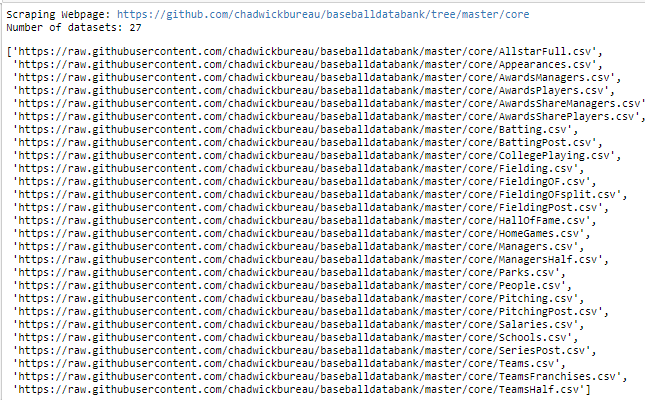 Scraping Webpage: https://github.com/chadwickbureau/baseballdatabank/tree/master/core
Number of datasets: 27
['https://raw.githubusercontent.com/chadwickbureau/baseballdatabank/master/core/AllstarFull.csv',
'https://raw.githubusercontent.com/chadwickbureau/baseballdatabank/master/core/Appearances.csv',
'https://raw.githubusercontent.com/chadwickbureau/baseballdatabank/master/core/AwardsManagers.csv',
'https://raw.githubusercontent.com/chadwickbureau/baseballdatabank/master/core/AwardsPlayers.csv',
'https://raw.githubusercontent.com/chadwickbureau/baseballdatabank/master/core/AwardsShareManagers.csv'
'https://raw.githubusercontent.com/chadwickbureau/baseballdatabank/master/core/AwardsSharePlayers.csv',
'https://raw.githubusercontent.com/chadwickbureau/baseballdatabank/master/core/Batting.csv',
'https://raw.githubusercontent.com/chadwickbureau/baseballdatabank/master/core/BattingPost.csv',
'https://raw.githubusercontent.com/chadwickbureau/baseballdatabank/master/core/CollegePlaying.csv',
'https://raw.githubusercontent.com/chadwickbureau/baseballdatabank/master/core/Fielding.csv',
'https://raw.githubusercontent.com/chadwickbureau/baseballdatabank/master/core/FieldingOF.csv',
'https://raw.githubusercontent.com/chadwickbureau/baseballdatabank/master/core/FieldingOFsplit.csv',
'https://raw.githubusercontent.com/chadwickbureau/baseballdatabank/master/core/FieldingPost.csv',
'https://raw.githubusercontent.com/chadwickbureau/baseballdatabank/master/core/HallOfFame.csv',
'https://raw.githubusercontent.com/chadwickbureau/baseballdatabank/master/core/HomeGames.csv',
'https://raw.githubusercontent.com/chadwickbureau/baseballdatabank/master/core/Managers.csv',
'https://raw.githubusercontent.com/chadwickbureau/baseballdatabank/master/core/ManagersHalf.csv',
'https://raw.githubusercontent.com/chadwickbureau/baseballdatabank/master/core/Parks.csv',
'https://raw.githubusercontent.com/chadwickbureau/baseballdatabank/master/core/People.csv',
'https://raw.githubusercontent.com/chadwickbureau/baseballdatabank/master/core/Pitching.csv',
'https://raw.githubusercontent.com/chadwickbureau/baseballdatabank/master/core/PitchingPost.csv',
'https://raw.githubusercontent.com/chadwickbureau/baseballdatabank/master/core/Salaries.csv',
'https://raw.githubusercontent.com/chadwickbureau/baseballdatabank/master/core/Schools.csv',
'https://raw.githubusercontent.com/chadwickbureau/baseballdatabank/master/core/SeriesPost.csv',
'https://raw.githubusercontent.com/chadwickbureau/baseballdatabank/master/core/Teams.csv',
'https://raw.githubusercontent.com/chadwickbureau/baseballdatabank/master/core/TeamsFranchises.csv',
'https://raw.githubusercontent.com/chadwickbureau/baseballdatabank/master/core/TeamsHalf.csv']